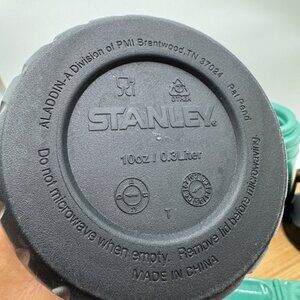 ALADDIN-A Division of PMI Brentwood, TN 37024 Pat Pend
STANLEY®
10oz / 0.3Liter
T
Do not microwave when empty. Remove lid before microwaving.
MADE IN CHINA